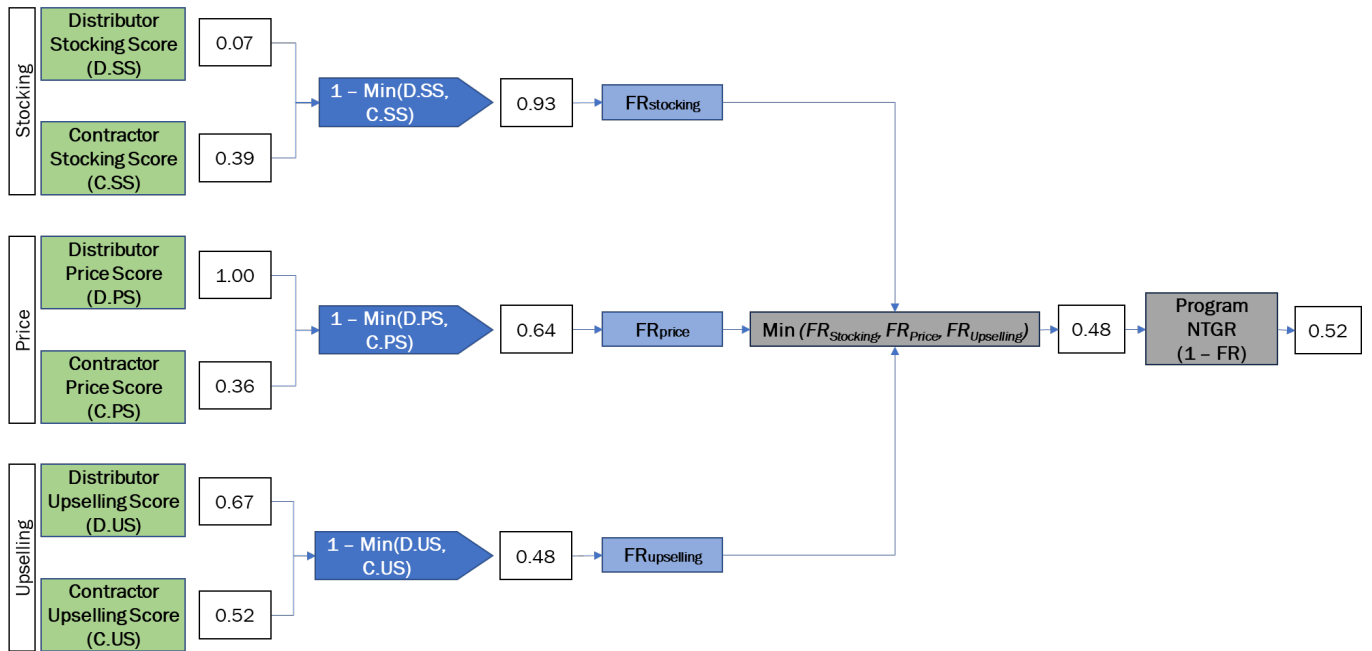 Stocking
Distributor
Stocking Score
(D.SS)
0.07
Contractor
Stocking Score
(C.SS)
0.39
1 – Min(D.SS,
C.SS)
0.93
FRstocking
Price
Distributor
Price Score
(D.PS)
1.00
Contractor
Price Score
(C.PS)
0.36
1 – Min(D.PS,
C.PS)
0.64
FRprice
Min (FRStocking, FRPrice, FRUpselling)
0.48
Program
NTGR
(1 – FR)
0.52
Upselling
Distributor
Upselling Score
(D.US)
0.67
Contractor
Upselling Score
(C.US)
0.52
1 – Min(D.US,
C.US)
0.48
FRupselling